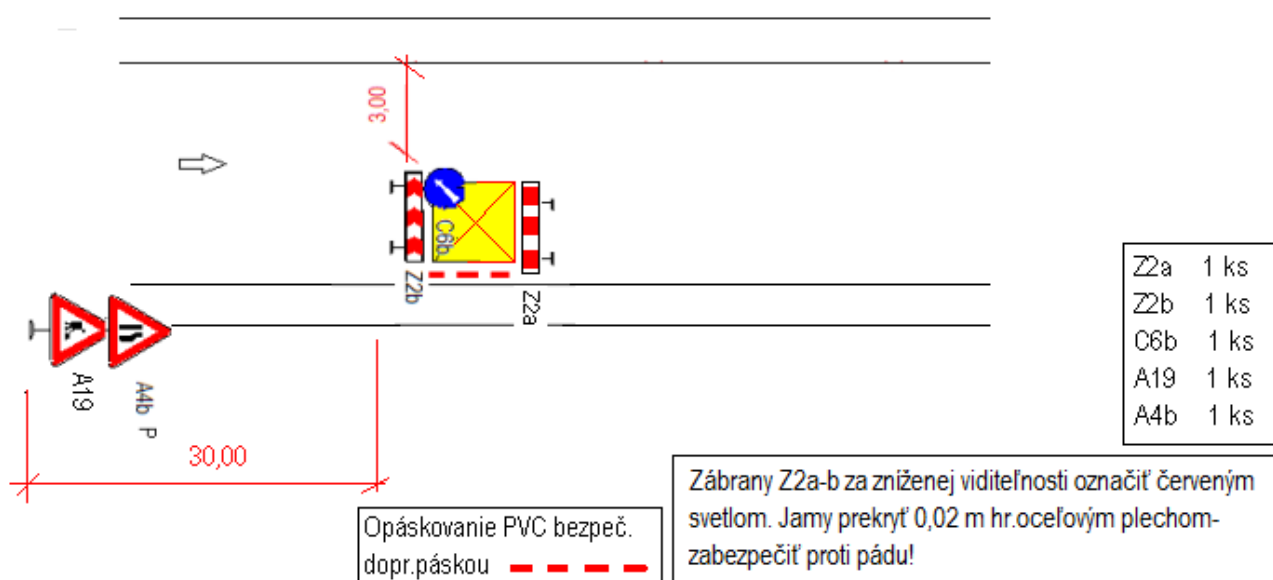 3,00
C6b
Z2b
Z2a
A19
A4b P
30,00
Z2a 1 ks
Z2b 1 ks
C6b 1 ks
A19 1 ks
A4b 1 ks
Opáskovanie PVC bezpeč.
dopr.páskou
Zábrany Z2a-b za zníženej viditeľnosti označiť červeným
svetlom. Jamy prekryť 0,02 m hr.oceľovým plechom-
zabezpečiť proti pádu!